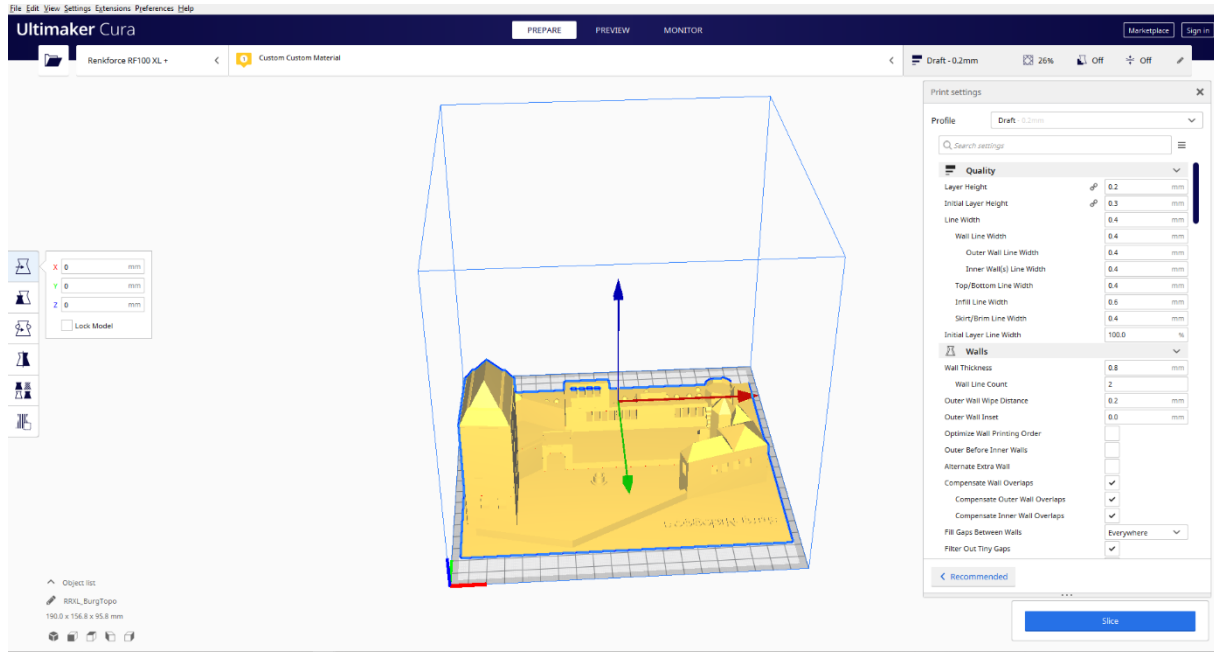 File Edit View Settings Extensions Preferences Help
Ultimaker Cura
PREPARE PREVIEW MONITOR
Marketplace Sign in
Renkforce RF100 XL +
1 Custom Custom Material
Draft - 0.2mm 26% Off Off
Print settings
Profile Draft - 0.2mm
Search settings
Quality
Layer Height 0.2 mm
Initial Layer Height 0.3 mm
Line Width 0.4 mm
Wall Line Width 0.4 mm
Outer Wall Line Width 0.4 mm
Inner Wall(s) Line Width 0.4 mm
Top/Bottom Line Width 0.4 mm
Infill Line Width 0.6 mm
Skirt/Brim Line Width 0.4 mm
Initial Layer Line Width 100.0 %
Walls
Wall Thickness 0.8 mm
Wall Line Count 2
Outer Wall Wipe Distance 0.2 mm
Outer Wall Inset 0.0 mm
Optimize Wall Printing Order
Outer Before Inner Walls
Alternate Extra Wall
Compensate Wall Overlaps
Compensate Outer Wall Overlaps
Compensate Inner Wall Overlaps
Fill Gaps Between Walls Everywhere
Filter Out Tiny Gaps
Recommended
Slice
X 0 mm
Y 0 mm
Z 0 mm
Lock Model
Object list
RRXL_BurgTopo
190.0 x 156.8 x 95.8 mm